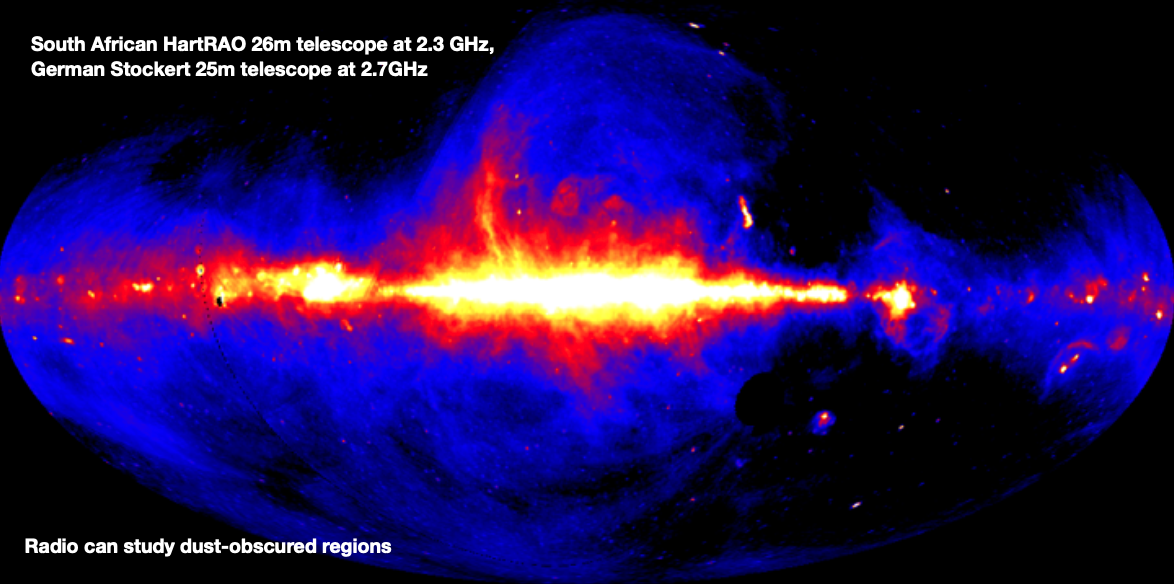 South African HartRAO 26m telescope at 2.3 GHz,
German Stockert 25m telescope at 2.7GHz
Radio can study dust-obscured regions